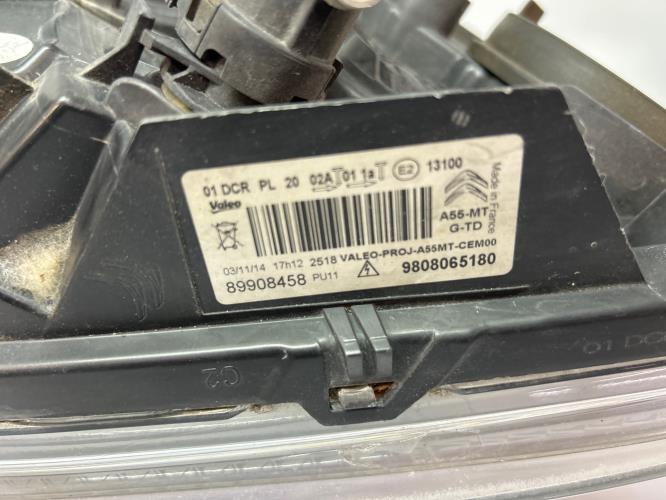 01 DCR PL 20 02A T 01 1a T E2 13100
Valeo
A55-MT
G-TD
Made in France
03/11/14 17h12 2518 VALEO-PROJ-A55MT-CEM00
89908458 PU11 9808065180
C2
01 DCR